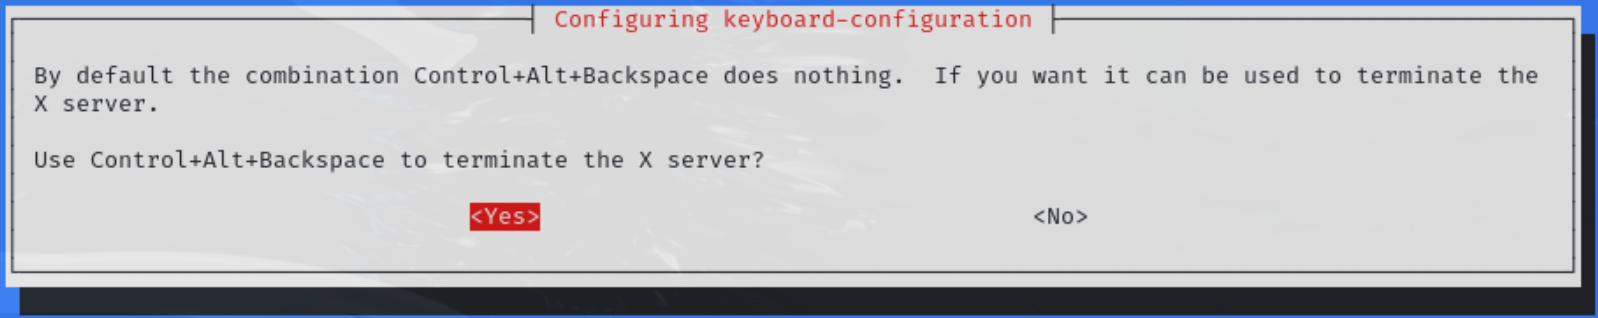 Configuring keyboard-configuration
By default the combination Control+Alt+Backspace does nothing.  If you want it can be used to terminate the
X server.
Use Control+Alt+Backspace to terminate the X server?
<Yes> <No>